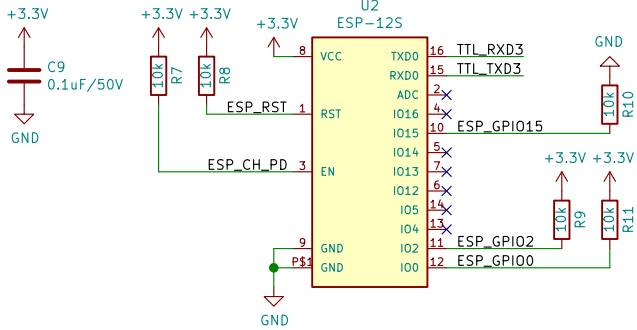 U2
ESP-12S
+3.3V
+3.3V
+3.3V
+3.3V
GND
C9
0.1uF/50V
GND
10k
R7
10k
R8
8
VCC
TXD0
16
TTL_RXD3
RXD0
15
TTL_TXD3
ADC
2
ESP_RST
1
RST
IO16
4
IO15
10
ESP_GPIO15
10k
R10
IO14
5
ESP_CH_PD
3
EN
IO13
7
IO12
6
IO5
14
IO4
13
+3.3V
+3.3V
10k
R9
10k
R11
9
GND
IO2
11
ESP_GPIO2
P$1
GND
IO0
12
ESP_GPIO0
GND